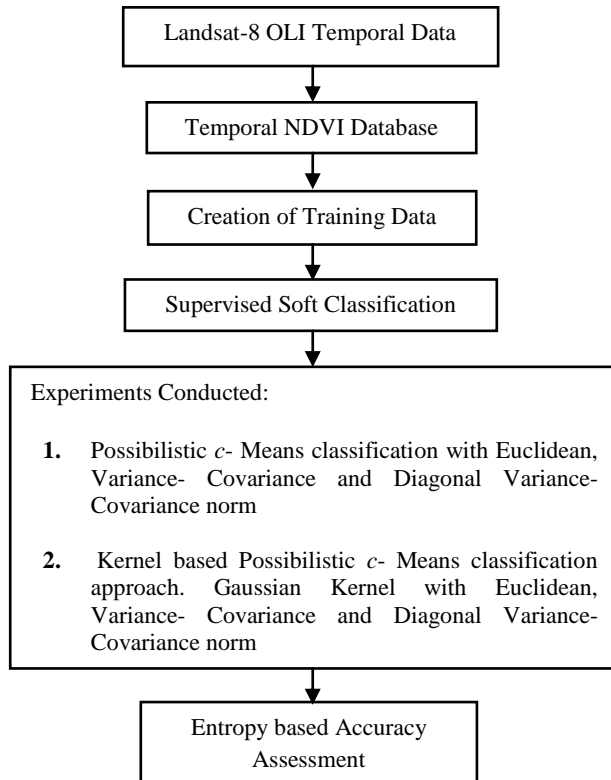 Landsat-8 OLI Temporal Data
Temporal NDVI Database
Creation of Training Data
Supervised Soft Classification
Experiments Conducted:
1. Possibilistic c- Means classification with Euclidean,
Variance- Covariance and Diagonal Variance-
Covariance norm
2. Kernel based Possibilistic c- Means classification
approach. Gaussian Kernel with Euclidean,
Variance- Covariance and Diagonal Variance-
Covariance norm
Entropy based Accuracy
Assessment